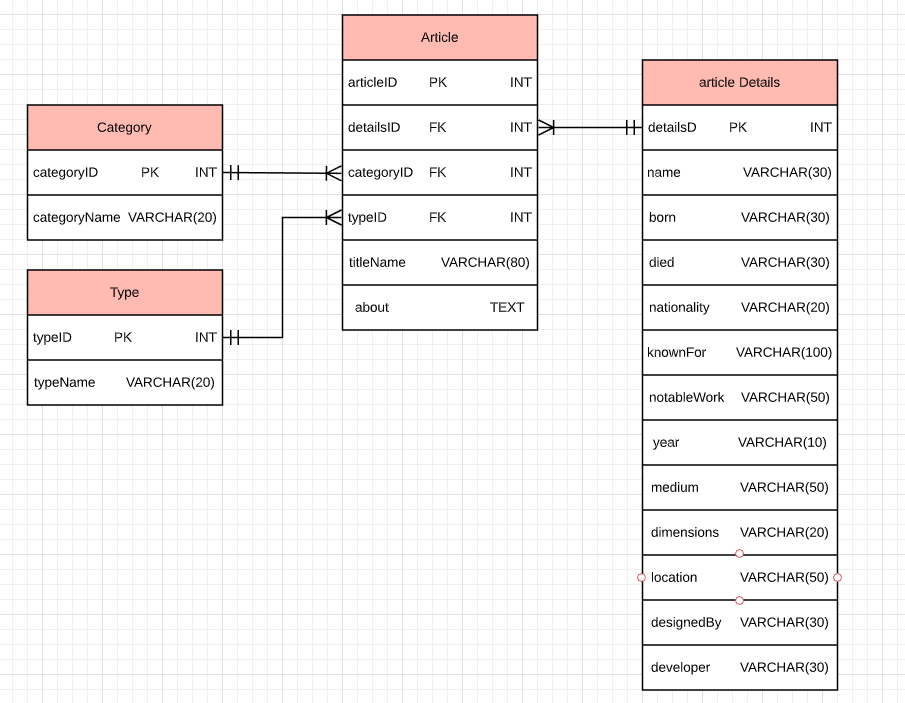 Category
categoryID PK INT
categoryName VARCHAR(20)
Type
typeID PK INT
typeName VARCHAR(20)
Article
articleID PK INT
detailsID FK INT
categoryID FK INT
typeID FK INT
titleName VARCHAR(80)
about TEXT
article Details
detailsD PK INT
name VARCHAR(30)
born VARCHAR(30)
died VARCHAR(30)
nationality VARCHAR(20)
knownFor VARCHAR(100)
notableWork VARCHAR(50)
year VARCHAR(10)
medium VARCHAR(50)
dimensions VARCHAR(20)
location VARCHAR(50)
designedBy VARCHAR(30)
developer VARCHAR(30)